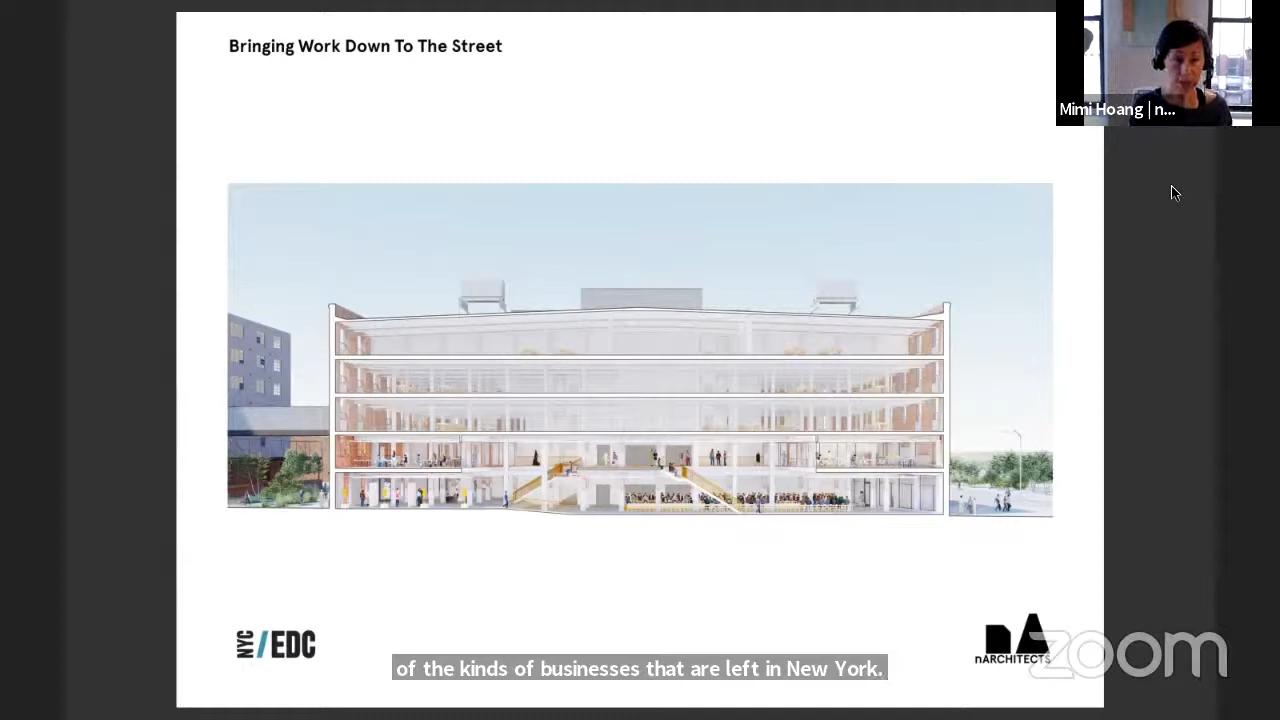 Bringing Work Down To The Street
Mimi Hoang | n...
NYC / EDC
nARCHITECTS
zoom
of the kinds of businesses that are left in New York.